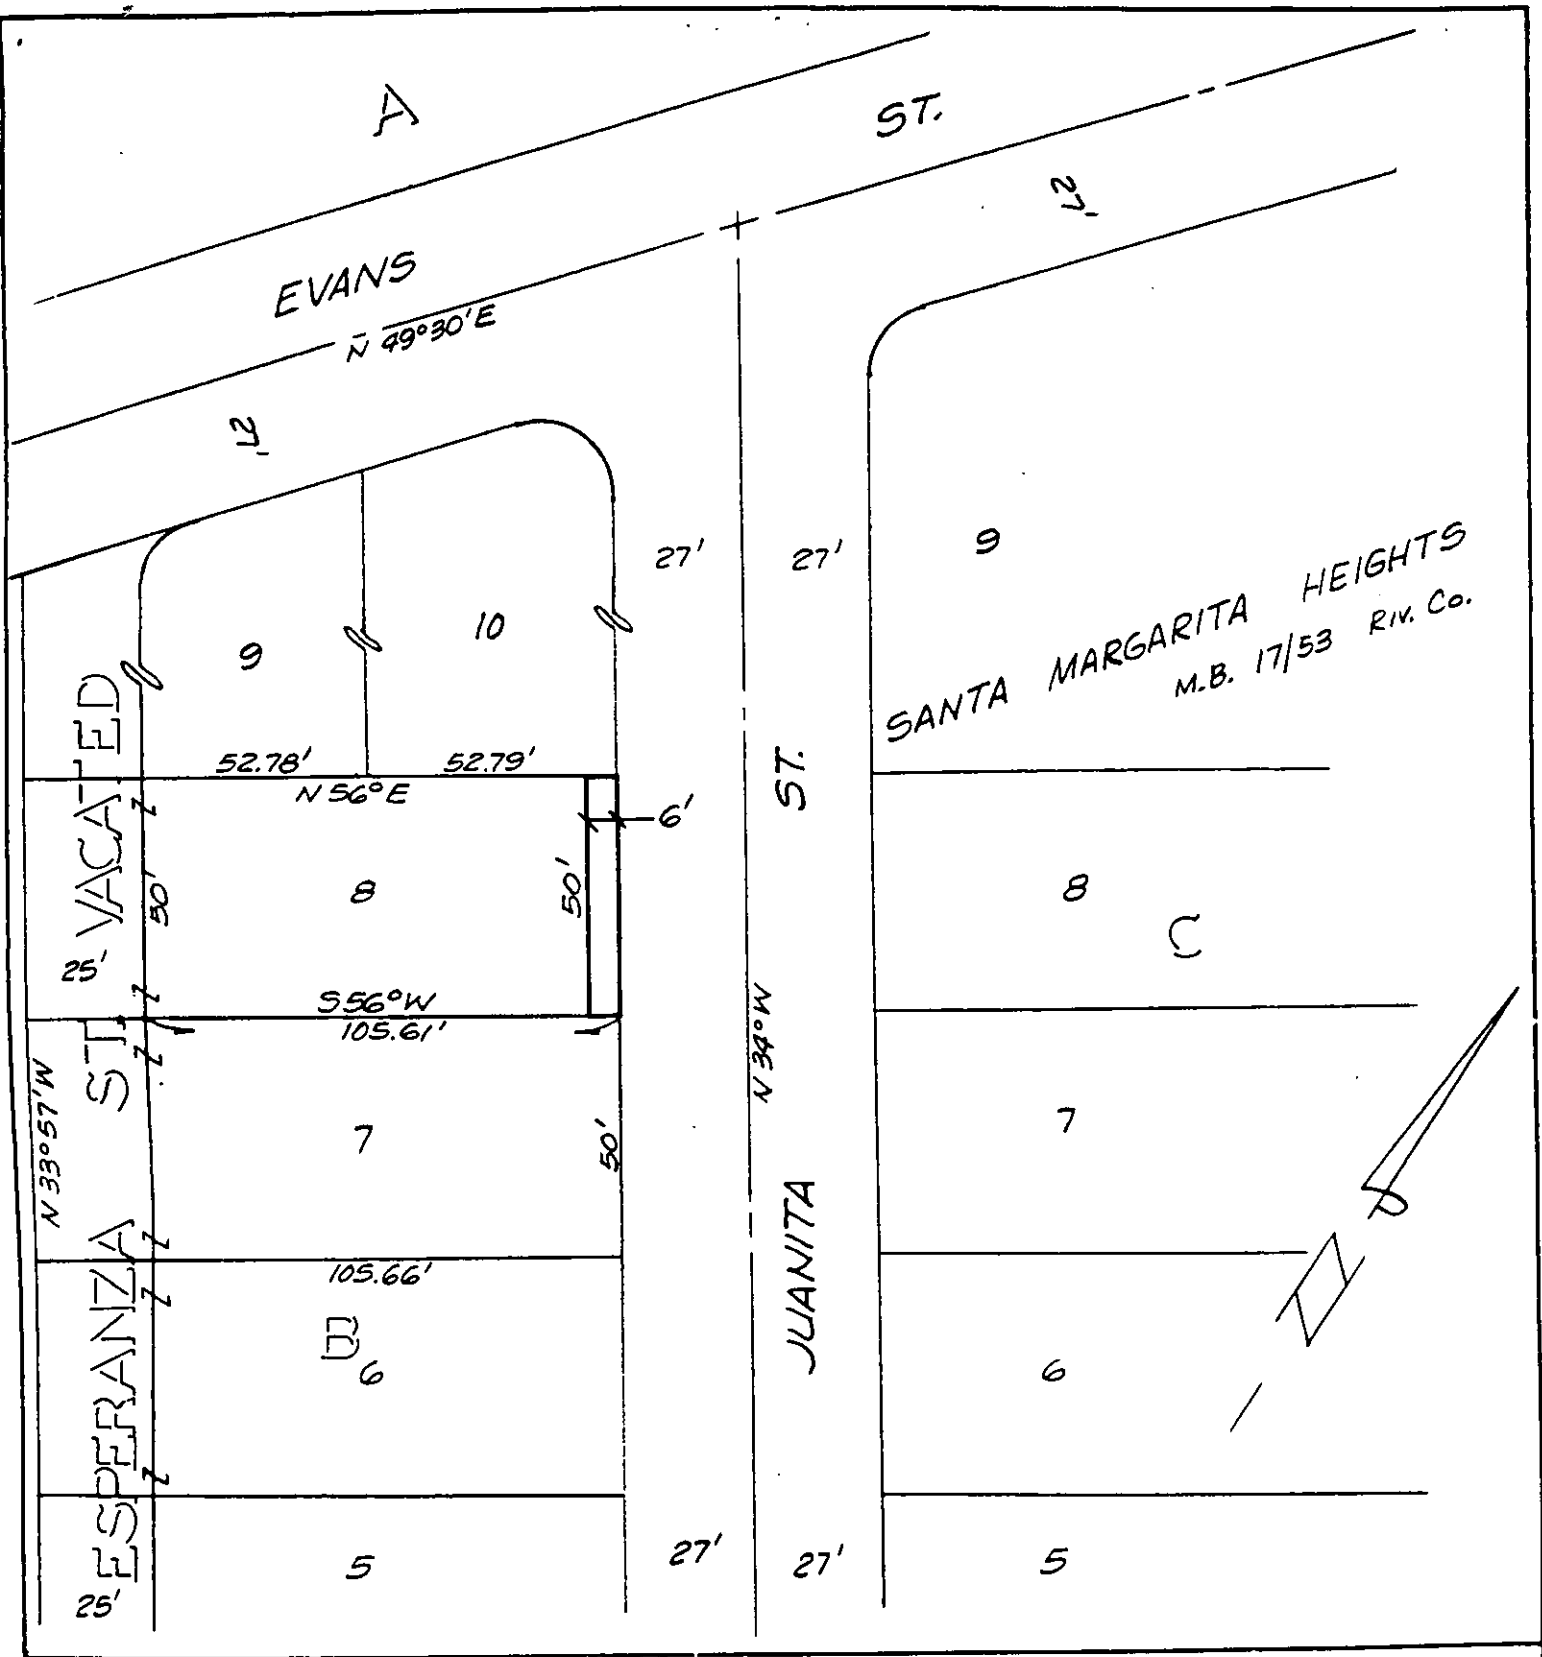 A
ST.
27'
EVANS
N 49°30'E
27'
27'
27'
9
SANTA MARGARITA HEIGHTS
M.B. 17/53 RIV. CO.
9
10
52.78'
52.79'
N 56° E
6'
ST.
VACATED
50'
8
50'
8
C
25'
S 56° W
105.61'
N 34° W
ST.
N 33°57' W
7
50'
7
JUANITA
105.66'
ESPERANZA
B
6
6
5
27'
27'
5
25'